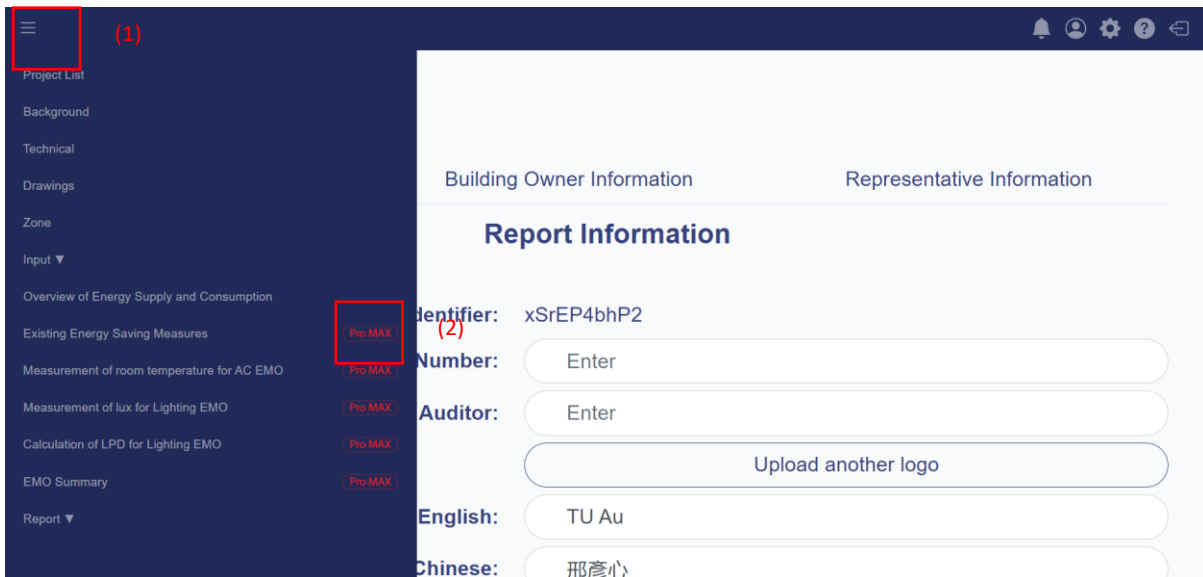 (1)
Project List
Background
Technical
Drawings
Zone
Input ▼
Overview of Energy Supply and Consumption
Existing Energy Saving Measures Pro MAX
(2)
Measurement of room temperature for AC EMO Pro MAX
Measurement of lux for Lighting EMO Pro MAX
Calculation of LPD for Lighting EMO Pro MAX
EMO Summary Pro MAX
Report ▼
Building Owner Information Representative Information
Report Information
dentifier: xSrEP4bhP2
Number: Enter
Auditor: Enter
Upload another logo
English: TU Au
Chinese: 邢彥心